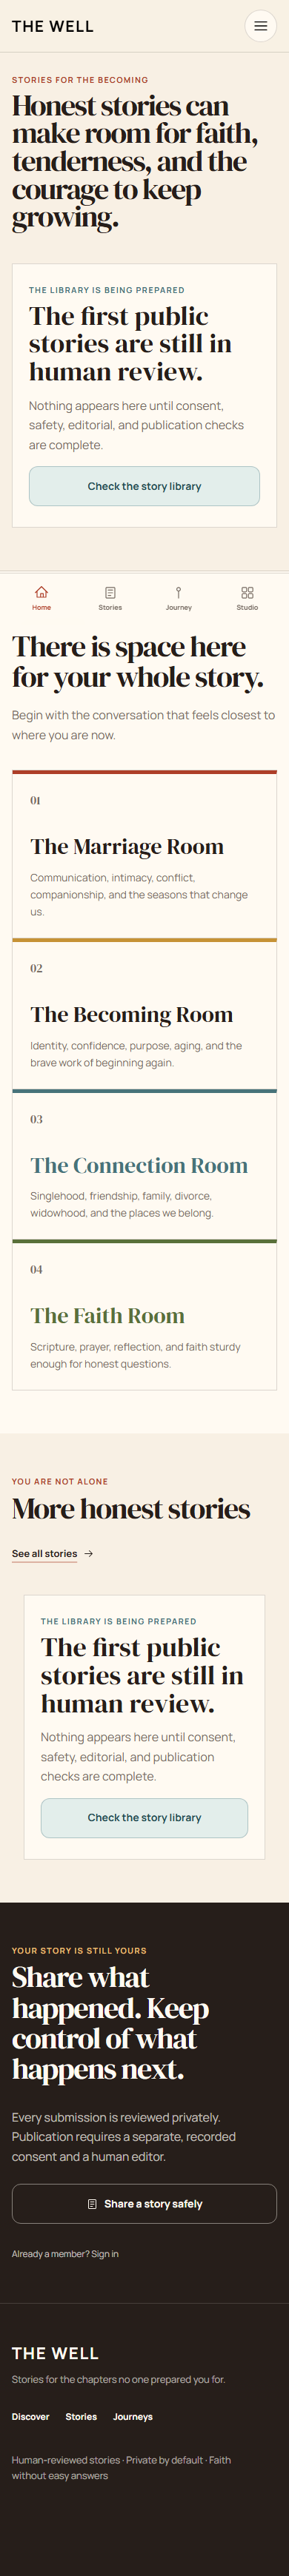 THE WELL
STORIES FOR THE BECOMING
Honest stories can
make room for faith,
tenderness, and the
courage to keep
growing.
THE LIBRARY IS BEING PREPARED
The first public
stories are still in
human review.
Nothing appears here until consent,
safety, editorial, and publication checks
are complete.
Check the story library
Home Stories Journey Studio
There is space here
for your whole story.
Begin with the conversation that feels closest to
where you are now.
01
The Marriage Room
Communication, intimacy, conflict,
companionship, and the seasons that change
us.
02
The Becoming Room
Identity, confidence, purpose, aging, and the
brave work of beginning again.
03
The Connection Room
Singlehood, friendship, family, divorce,
widowhood, and the places we belong.
04
The Faith Room
Scripture, prayer, reflection, and faith sturdy
enough for honest questions.
YOU ARE NOT ALONE
More honest stories
See all stories →
THE LIBRARY IS BEING PREPARED
The first public
stories are still in
human review.
Nothing appears here until consent,
safety, editorial, and publication
checks are complete.
Check the story library
YOUR STORY IS STILL YOURS
Share what
happened. Keep
control of what
happens next.
Every submission is reviewed privately.
Publication requires a separate, recorded
consent and a human editor.
Share a story safely
Already a member? Sign in
THE WELL
Stories for the chapters no one prepared you for.
Discover Stories Journeys
Human-reviewed stories · Private by default · Faith
without easy answers